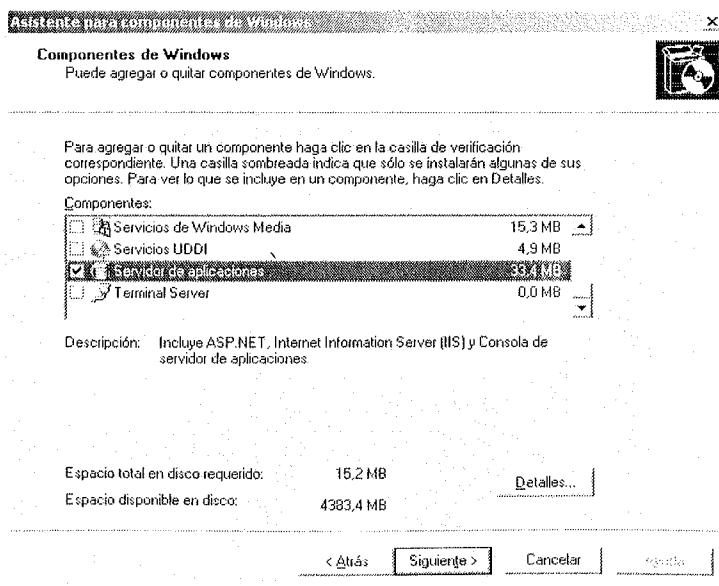 Asistente para componentes de Windows
×
Componentes de Windows
Puede agregar o quitar componentes de Windows.
Para agregar o quitar un componente haga clic en la casilla de verificación
correspondiente. Una casilla sombreada indica que sólo se instalarán algunas de sus
opciones. Para ver lo que se incluye en un componente, haga clic en Detalles.
Componentes:
Servicios de Windows Media 15,3 MB
Servicios UDDI 4,9 MB
Servidor de aplicaciones 33,4 MB
Terminal Server 0,0 MB
Descripción: Incluye ASP.NET, Internet Information Server (IIS) y Consola de
servidor de aplicaciones
Espacio total en disco requerido: 15,2 MB
Detalles...
Espacio disponible en disco: 4383,4 MB
< Atrás Siguiente > Cancelar Ayuda